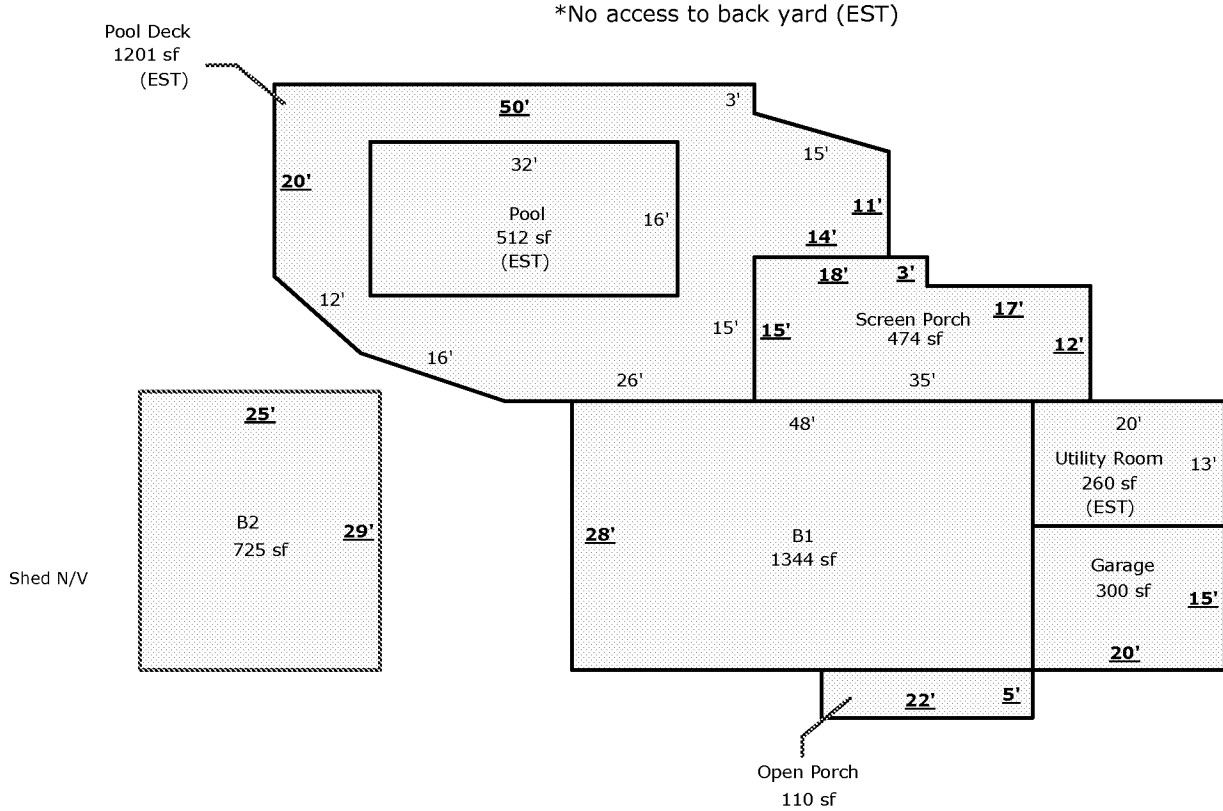 *No access to back yard (EST)
Pool Deck
1201 sf
(EST)
50'
3'
15'
20'
32'
Pool
512 sf
(EST)
16'
11'
14'
12'
16'
26'
15'
18'
3'
15'
Screen Porch
474 sf
17'
12'
35'
25'
B2
725 sf
29'
Shed N/V
48'
28'
B1
1344 sf
20'
Utility Room
260 sf
(EST)
13'
Garage
300 sf
15'
20'
22'
5'
Open Porch
110 sf